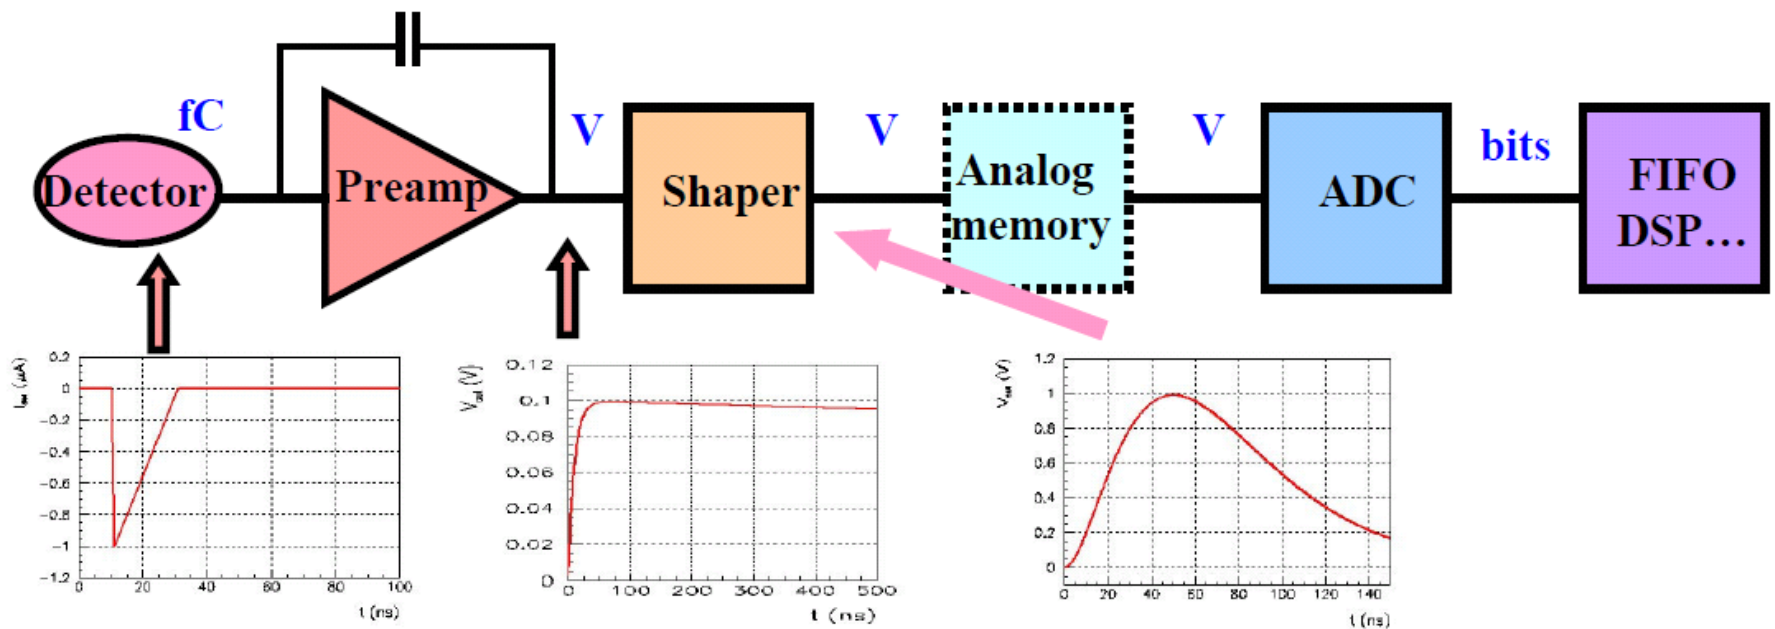 fC
V
V
V
bits
Detector
Preamp
Shaper
Analog
memory
ADC
FIFO
DSP...
0.2
0
-0.2
-0.4
-0.6
-0.8
-1
-1.2
0 20 40 60 80 100
t (ns)
0.12
0.1
0.08
0.06
0.04
0.02
0
0 100 200 300 400 500
t (ns)
1.2
1
0.8
0.6
0.4
0.2
0
0 20 40 60 80 100 120 140
t (ns)